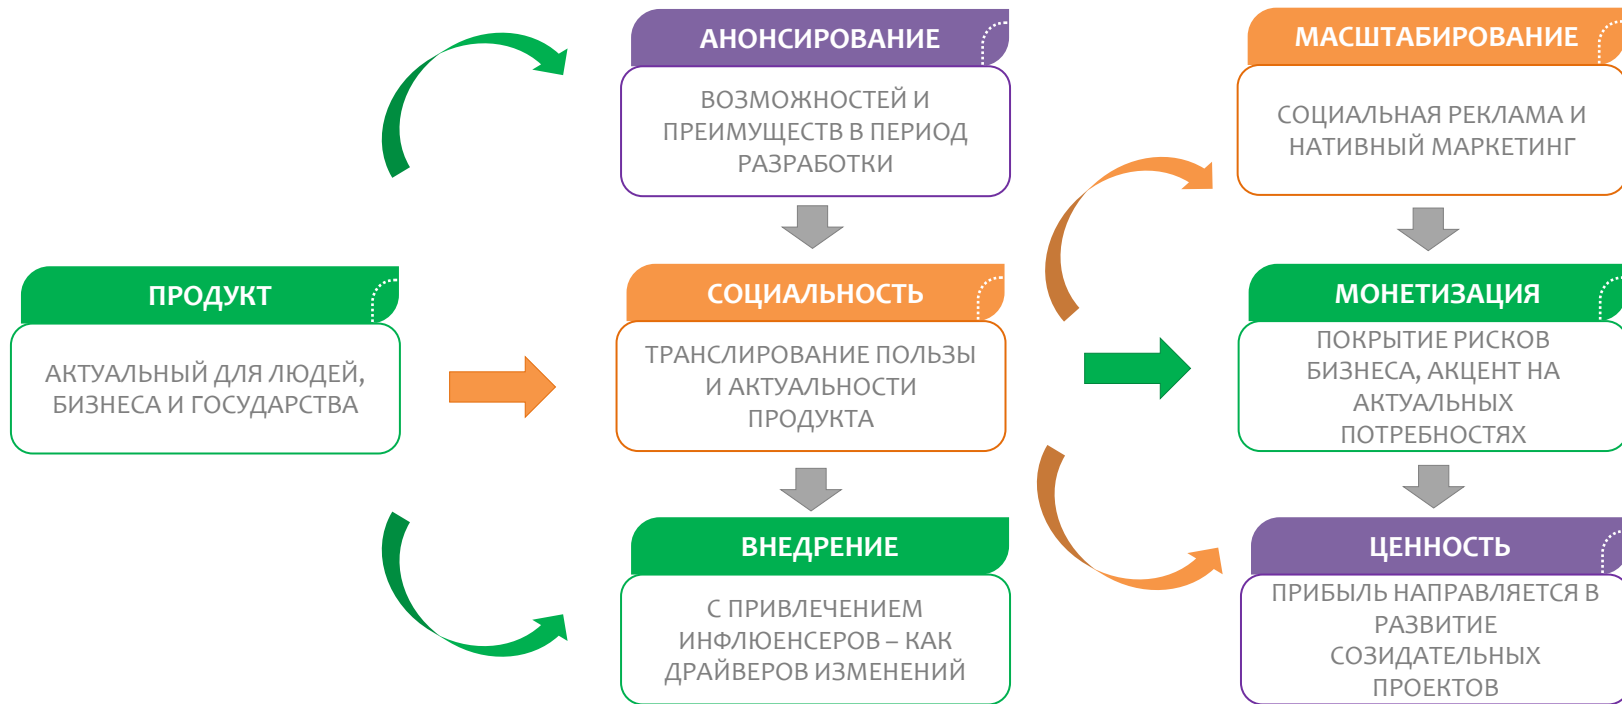 ПРОДУКТ
АКТУАЛЬНЫЙ ДЛЯ ЛЮДЕЙ,
БИЗНЕСА И ГОСУДАРСТВА
АНОНСИРОВАНИЕ
ВОЗМОЖНОСТЕЙ И
ПРЕИМУЩЕСТВ В ПЕРИОД
РАЗРАБОТКИ
СОЦИАЛЬНОСТЬ
ТРАНСЛИРОВАНИЕ ПОЛЬЗЫ
И АКТУАЛЬНОСТИ
ПРОДУКТА
ВНЕДРЕНИЕ
С ПРИВЛЕЧЕНИЕМ
ИНФЛЮЕНСЕРОВ – КАК
ДРАЙВЕРОВ ИЗМЕНЕНИЙ
МАСШТАБИРОВАНИЕ
СОЦИАЛЬНАЯ РЕКЛАМА И
НАТИВНЫЙ МАРКЕТИНГ
МОНЕТИЗАЦИЯ
ПОКРЫТИЕ РИСКОВ
БИЗНЕСА, АКЦЕНТ НА
АКТУАЛЬНЫХ
ПОТРЕБНОСТЯХ
ЦЕННОСТЬ
ПРИБЫЛЬ НАПРАВЛЯЕТСЯ В
РАЗВИТИЕ
СОЗИДАТЕЛЬНЫХ
ПРОЕКТОВ